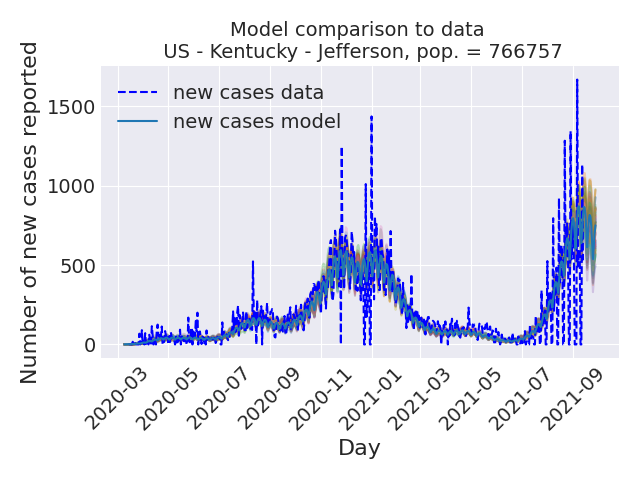 Model comparison to data
US - Kentucky - Jefferson, pop. = 766757
Number of new cases reported
new cases data
new cases model
1500
1000
500
0
2020-03
2020-05
2020-07
2020-09
2020-11
2021-01
2021-03
2021-05
2021-07
2021-09
Day